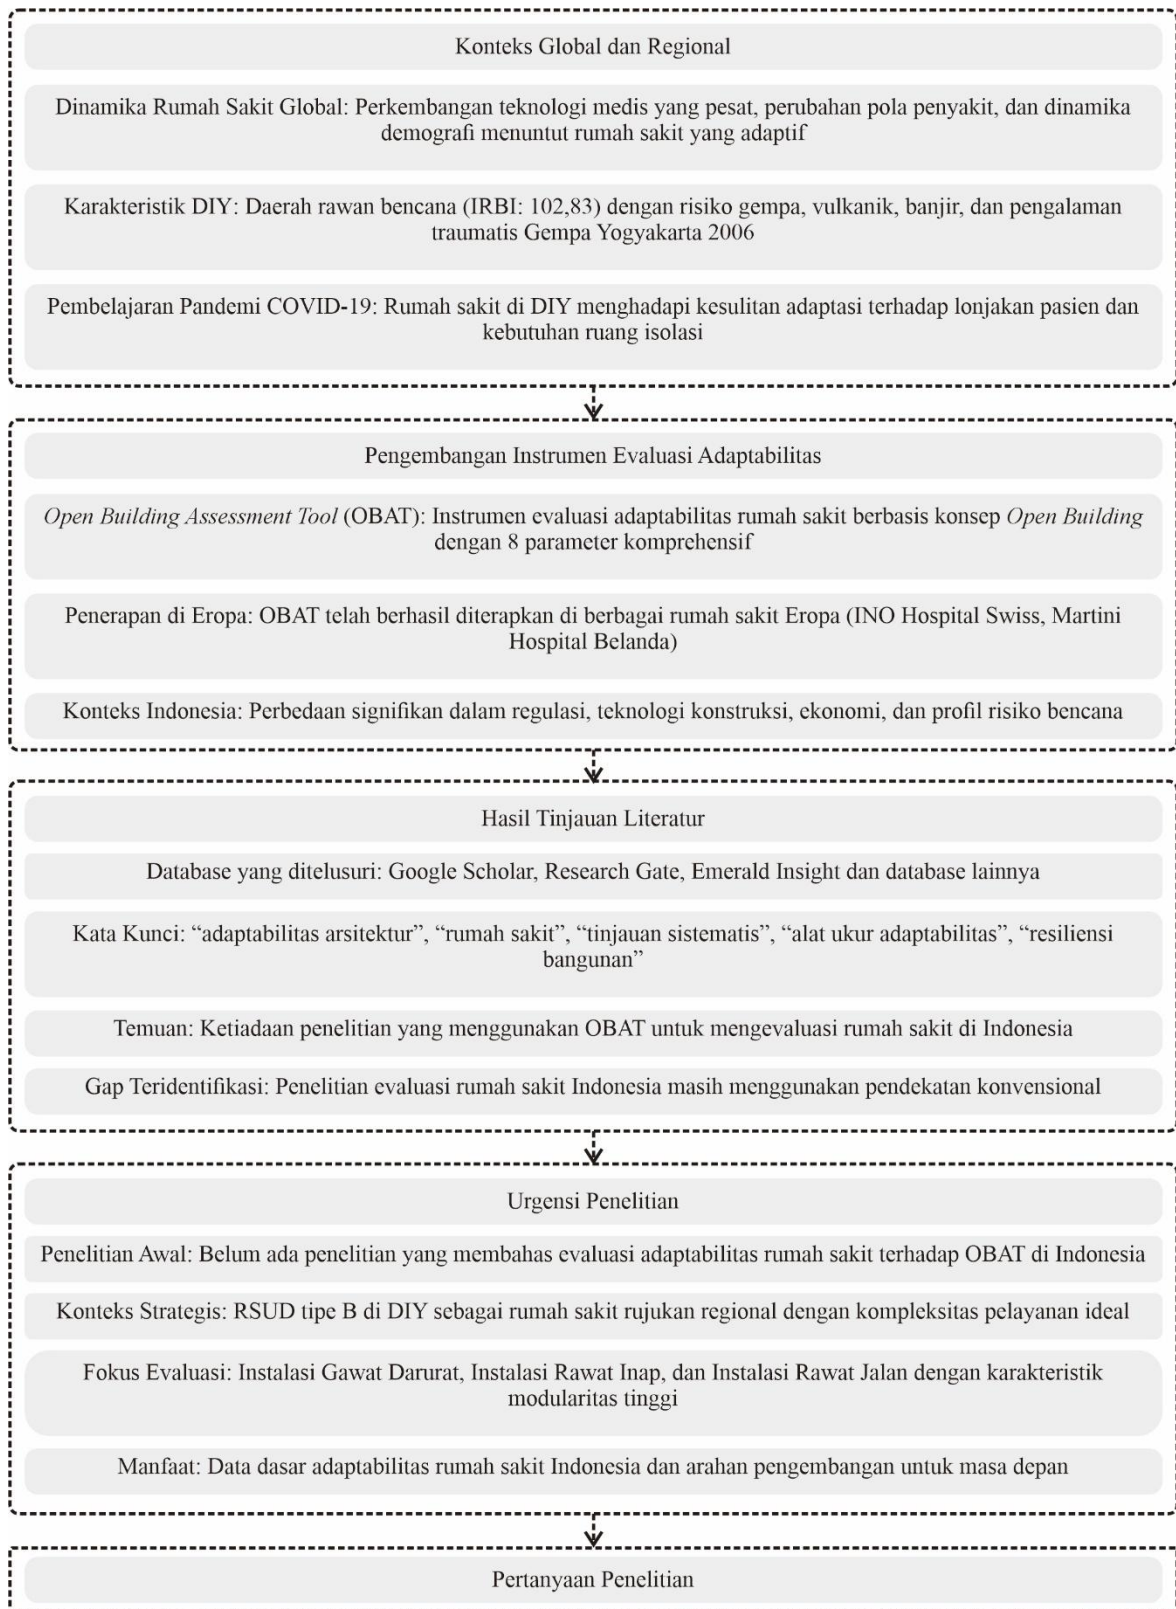 Konteks Global dan Regional
Dinamika Rumah Sakit Global: Perkembangan teknologi medis yang pesat, perubahan pola penyakit, dan dinamika
demografi menuntut rumah sakit yang adaptif
Karakteristik DIY: Daerah rawan bencana (IRBI: 102,83) dengan risiko gempa, vulkanik, banjir, dan pengalaman
traumatis Gempa Yogyakarta 2006
Pembelajaran Pandemi COVID-19: Rumah sakit di DIY menghadapi kesulitan adaptasi terhadap lonjakan pasien dan
kebutuhan ruang isolasi
Pengembangan Instrumen Evaluasi Adaptabilitas
Open Building Assessment Tool (OBAT): Instrumen evaluasi adaptabilitas rumah sakit berbasis konsep Open Building
dengan 8 parameter komprehensif
Penerapan di Eropa: OBAT telah berhasil diterapkan di berbagai rumah sakit Eropa (INO Hospital Swiss, Martini
Hospital Belanda)
Konteks Indonesia: Perbedaan signifikan dalam regulasi, teknologi konstruksi, ekonomi, dan profil risiko bencana
Hasil Tinjauan Literatur
Database yang ditelusuri: Google Scholar, Research Gate, Emerald Insight dan database lainnya
Kata Kunci: “adaptabilitas arsitektur”, “rumah sakit”, “tinjauan sistematis”, “alat ukur adaptabilitas”, “resiliensi
bangunan”
Temuan: Ketiadaan penelitian yang menggunakan OBAT untuk mengevaluasi rumah sakit di Indonesia
Gap Teridentifikasi: Penelitian evaluasi rumah sakit Indonesia masih menggunakan pendekatan konvensional
Urgensi Penelitian
Penelitian Awal: Belum ada penelitian yang membahas evaluasi adaptabilitas rumah sakit terhadap OBAT di Indonesia
Konteks Strategis: RSUD tipe B di DIY sebagai rumah sakit rujukan regional dengan kompleksitas pelayanan ideal
Fokus Evaluasi: Instalasi Gawat Darurat, Instalasi Rawat Inap, dan Instalasi Rawat Jalan dengan karakteristik
modularitas tinggi
Manfaat: Data dasar adaptabilitas rumah sakit Indonesia dan arahan pengembangan untuk masa depan
Pertanyaan Penelitian